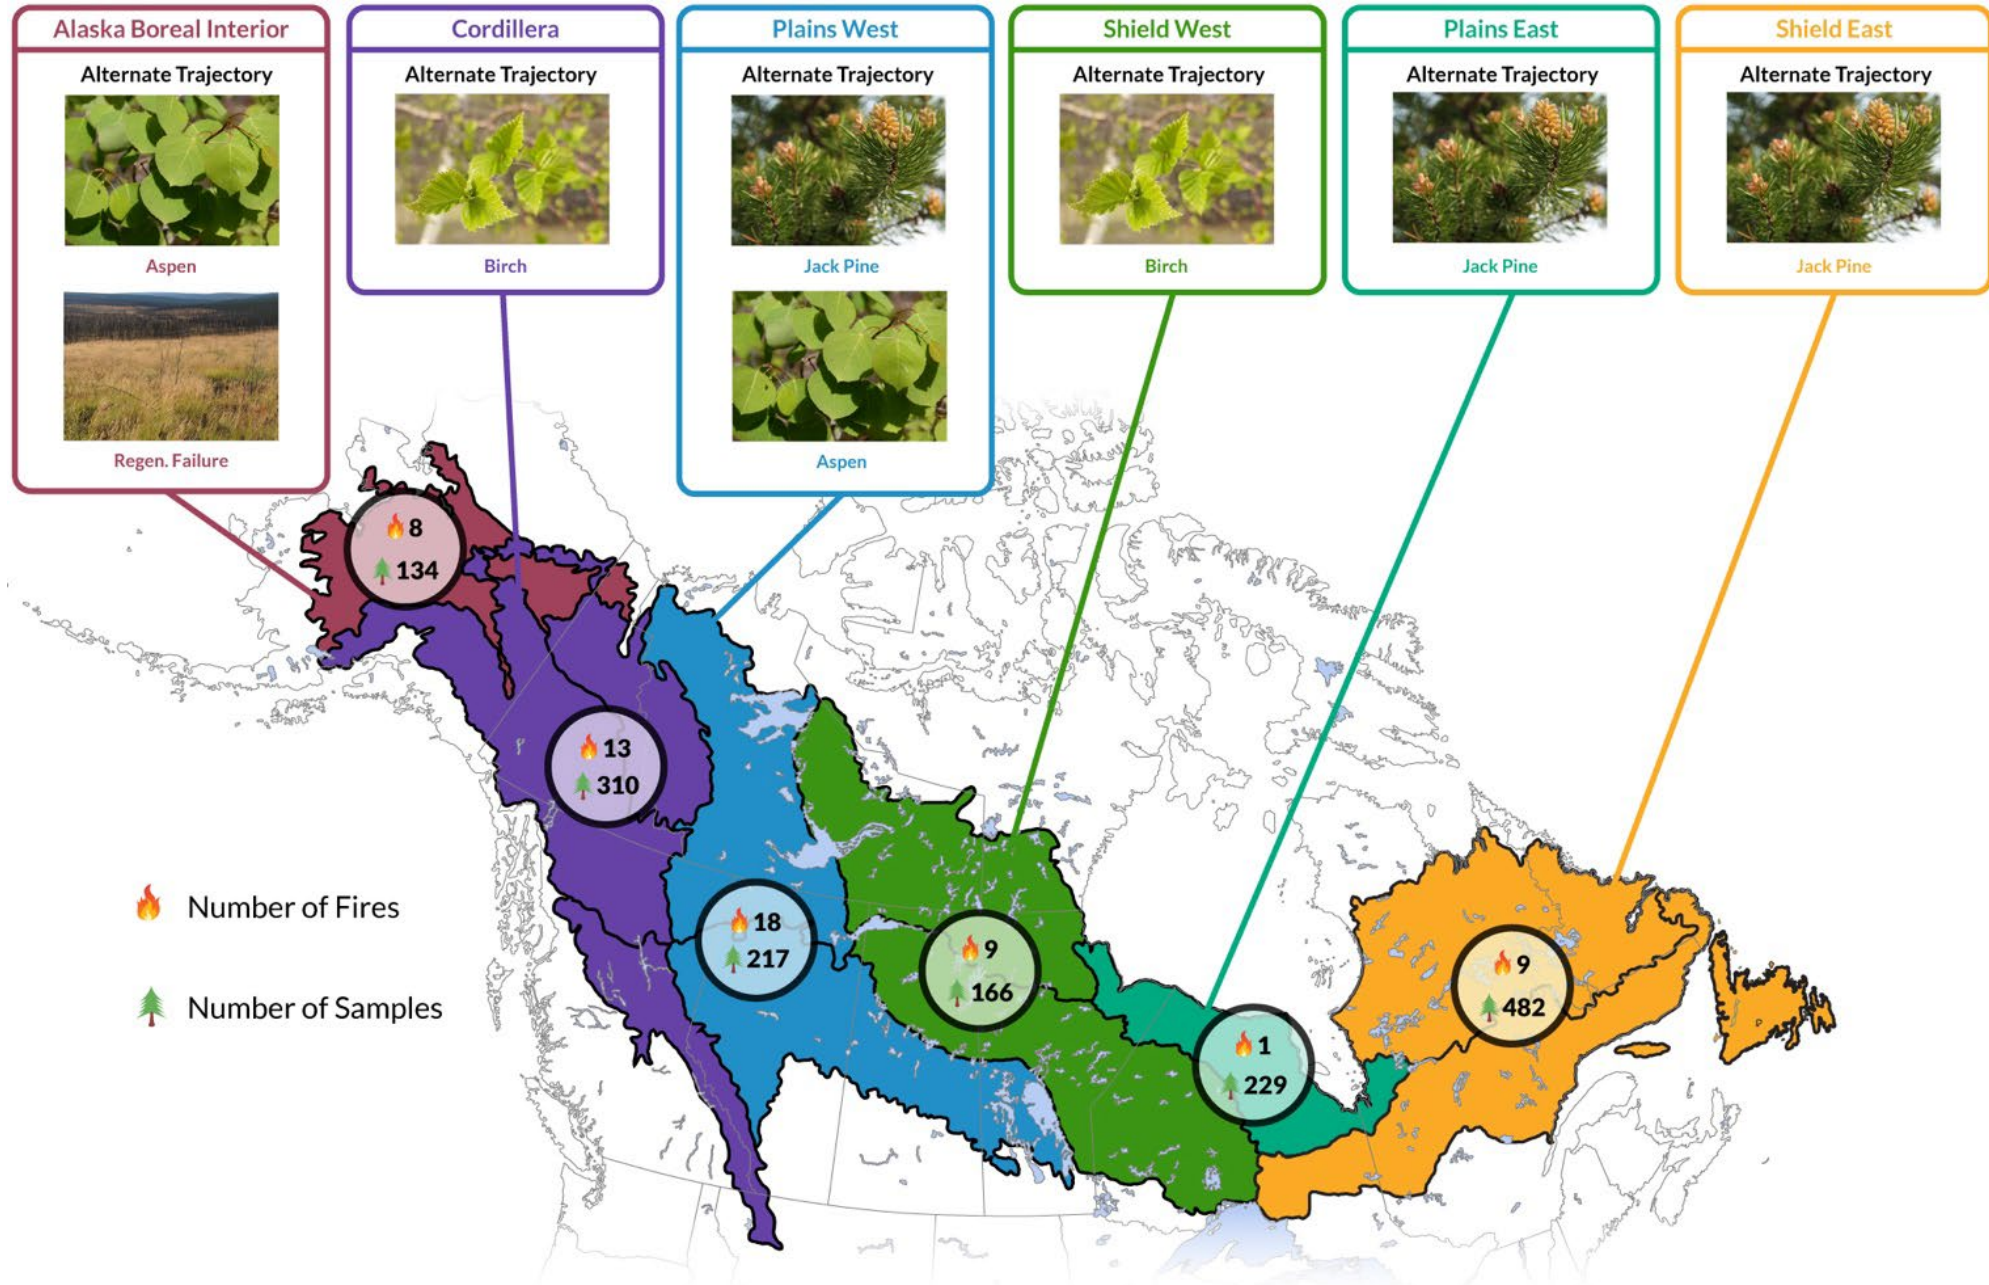 Alaska Boreal Interior
Alternate Trajectory
Aspen
Regen. Failure
Cordillera
Alternate Trajectory
Birch
Plains West
Alternate Trajectory
Jack Pine
Aspen
Shield West
Alternate Trajectory
Birch
Plains East
Alternate Trajectory
Jack Pine
Shield East
Alternate Trajectory
Jack Pine
8
134
13
310
18
217
9
166
1
229
9
482
Number of Fires
Number of Samples